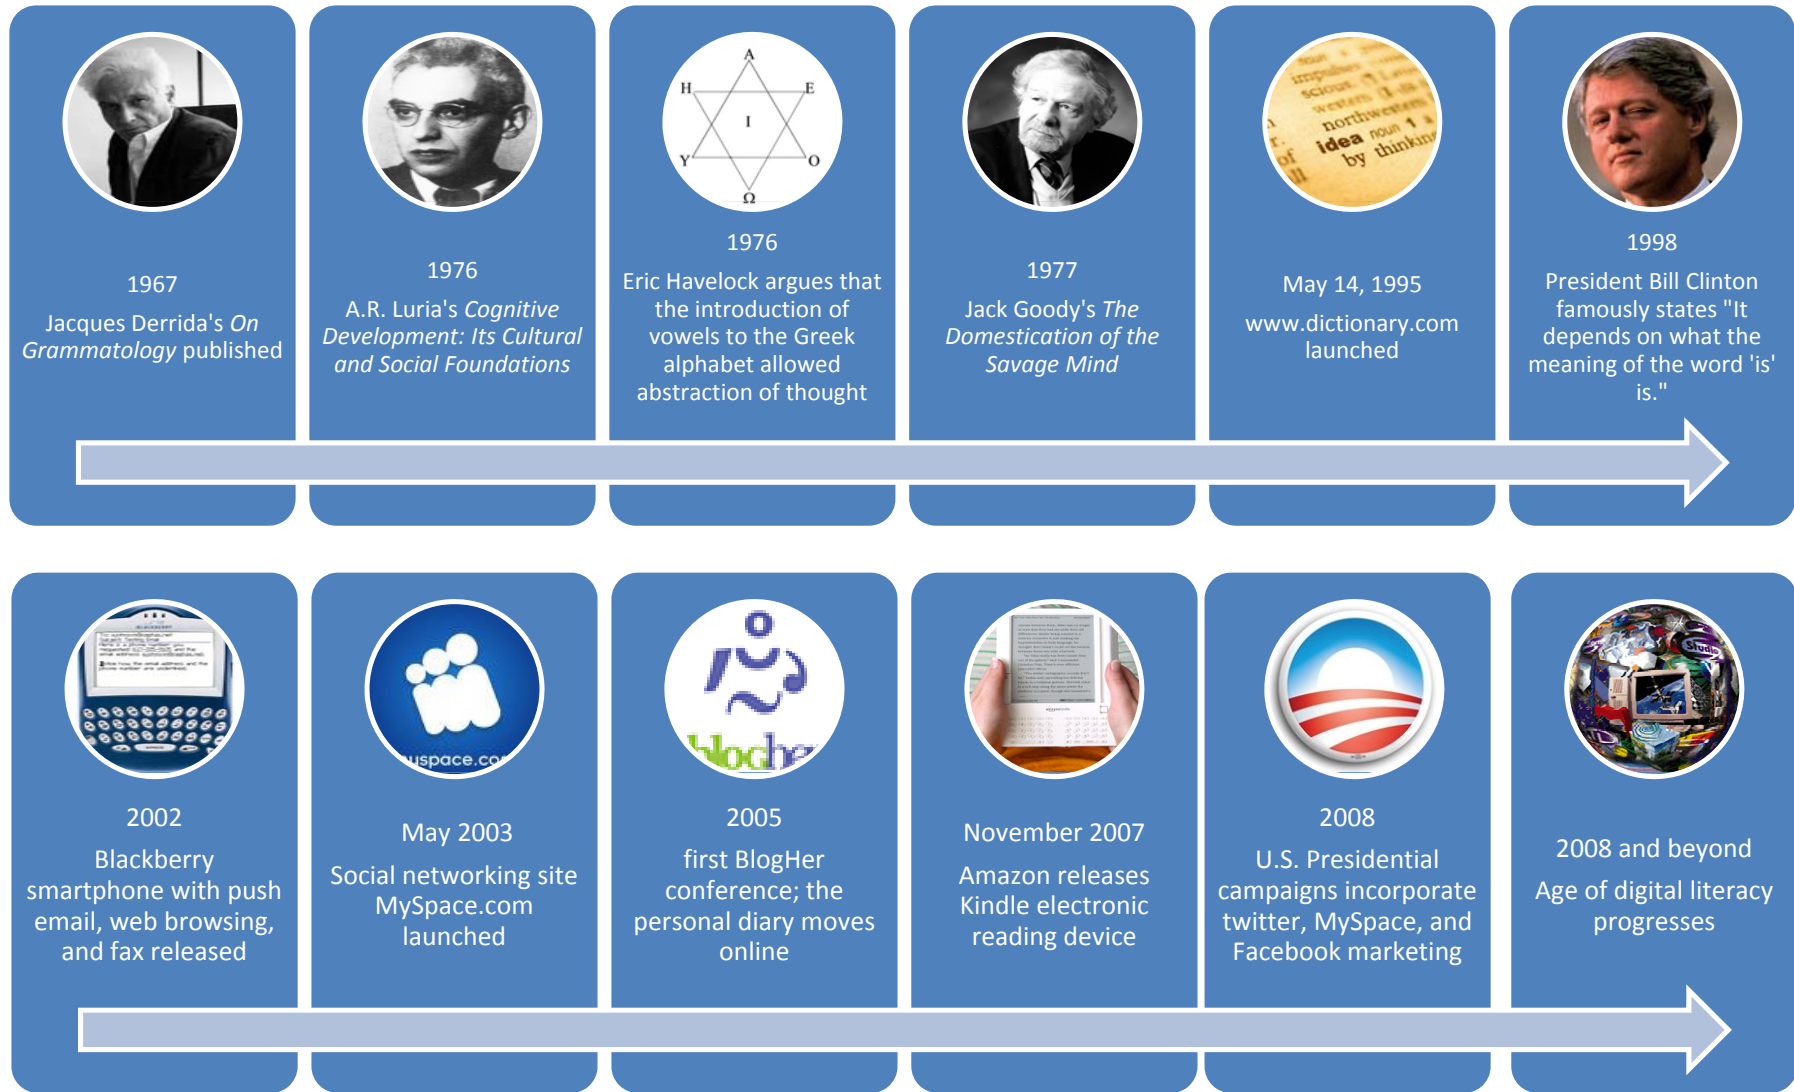 A
H
E
I
Y
O
Ω
western
northwestern
idea noun 1
by thinking
1967
Jacques Derrida's On
Grammatology published
1976
A.R. Luria's Cognitive
Development: Its Cultural
and Social Foundations
1976
Eric Havelock argues that
the introduction of
vowels to the Greek
alphabet allowed
abstraction of thought
1977
Jack Goody's The
Domestication of the
Savage Mind
May 14, 1995
www.dictionary.com
launched
1998
President Bill Clinton
famously states "It
depends on what the
meaning of the word 'is'
is."
Studio
2002
Blackberry
smartphone with push
email, web browsing,
and fax released
May 2003
Social networking site
MySpace.com
launched
2005
first BlogHer
conference; the
personal diary moves
online
November 2007
Amazon releases
Kindle electronic
reading device
2008
U.S. Presidential
campaigns incorporate
twitter, MySpace, and
Facebook marketing
2008 and beyond
Age of digital literacy
progresses